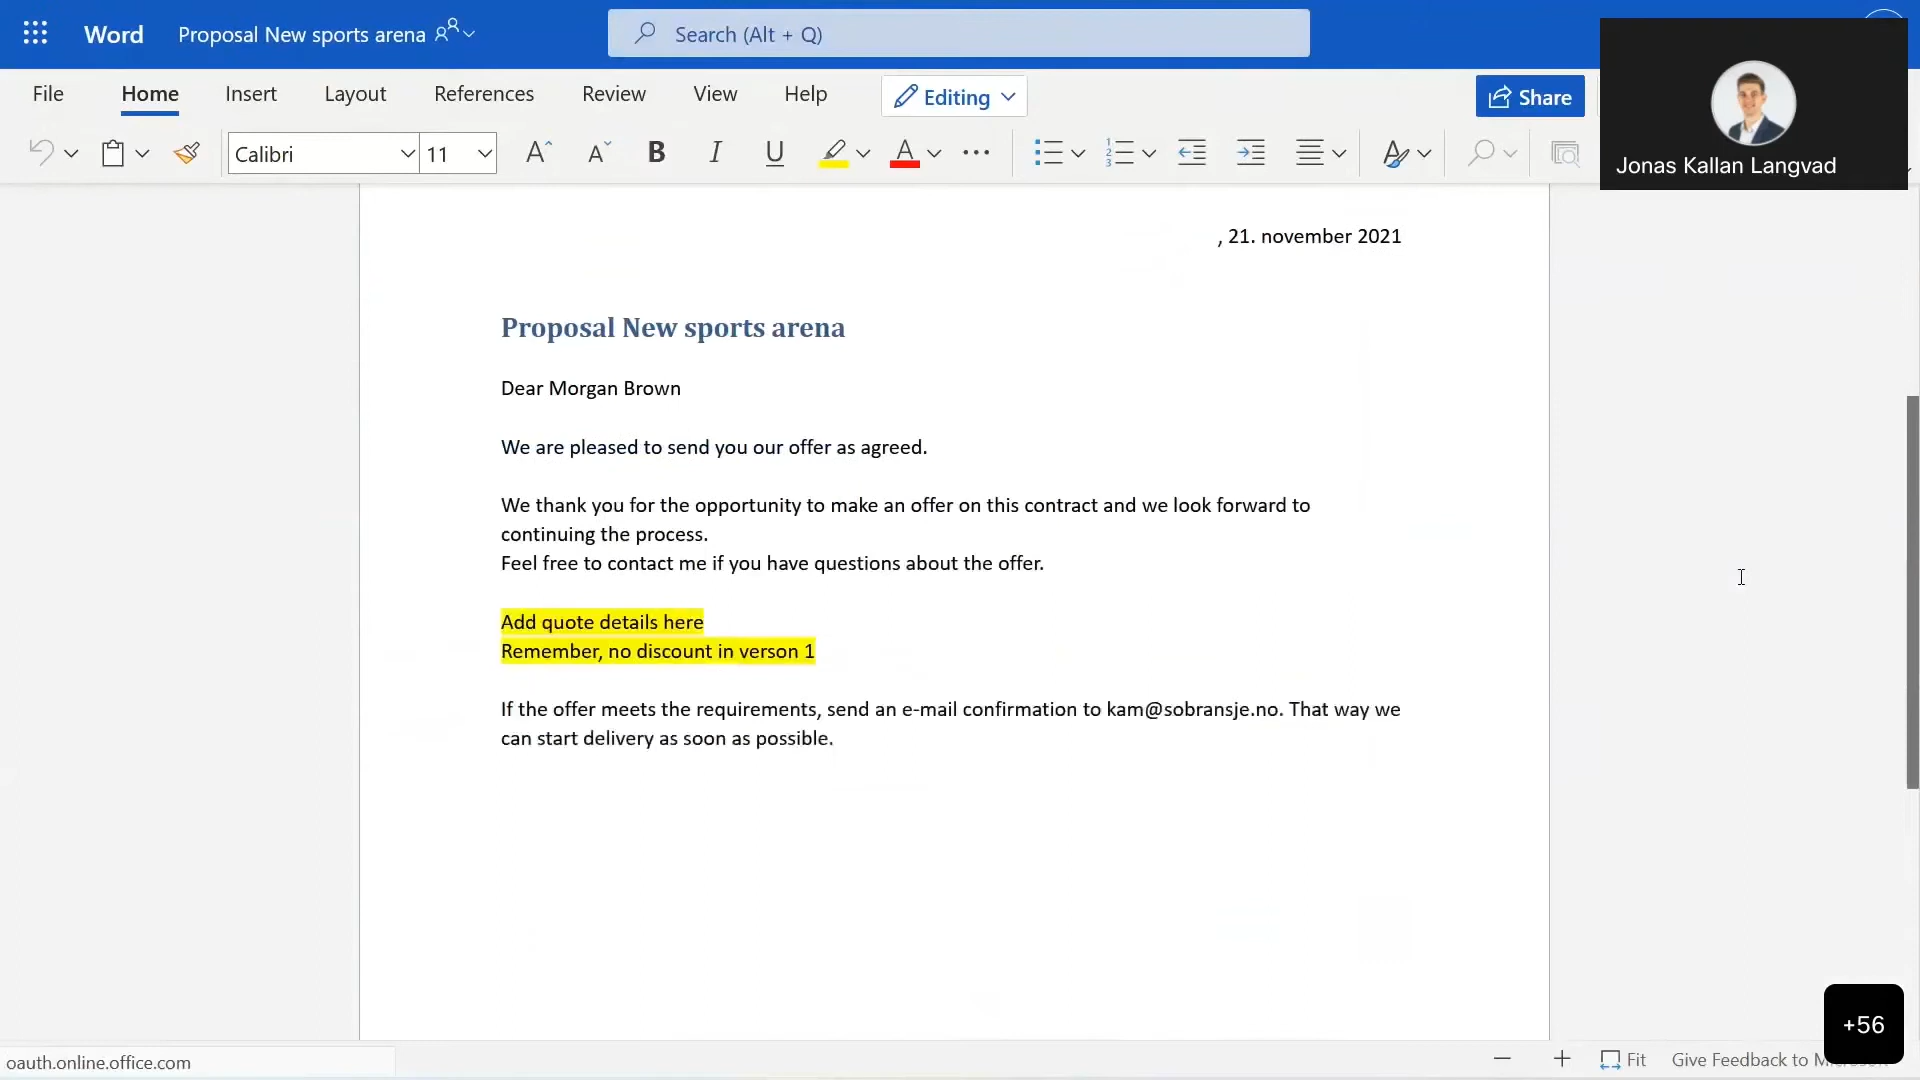 Word
Proposal New sports arena
Search (Alt + Q)
File
Home
Insert
Layout
References
Review
View
Help
Editing
Share
Jonas Kallan Langvad
Calibri
11
, 21. november 2021
Proposal New sports arena
Dear Morgan Brown
We are pleased to send you our offer as agreed.
We thank you for the opportunity to make an offer on this contract and we look forward to
continuing the process.
Feel free to contact me if you have questions about the offer.
Add quote details here
Remember, no discount in verson 1
If the offer meets the requirements, send an e-mail confirmation to kam@sobransje.no. That way we
can start delivery as soon as possible.
+56
oauth.online.office.com
Fit
Give Feedback to